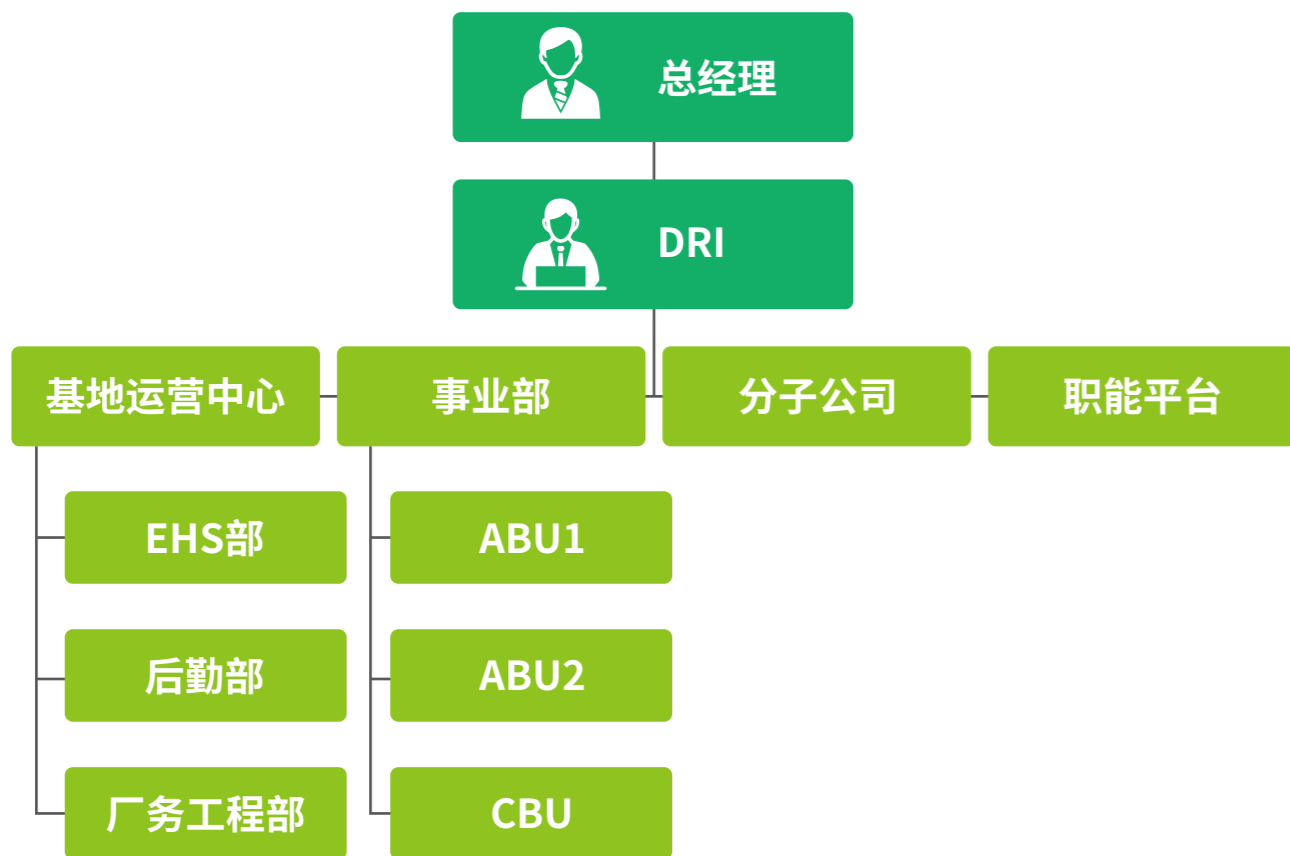 总经理
DRI
基地运营中心
事业部
分子公司
职能平台
EHS部
ABU1
后勤部
ABU2
厂务工程部
CBU